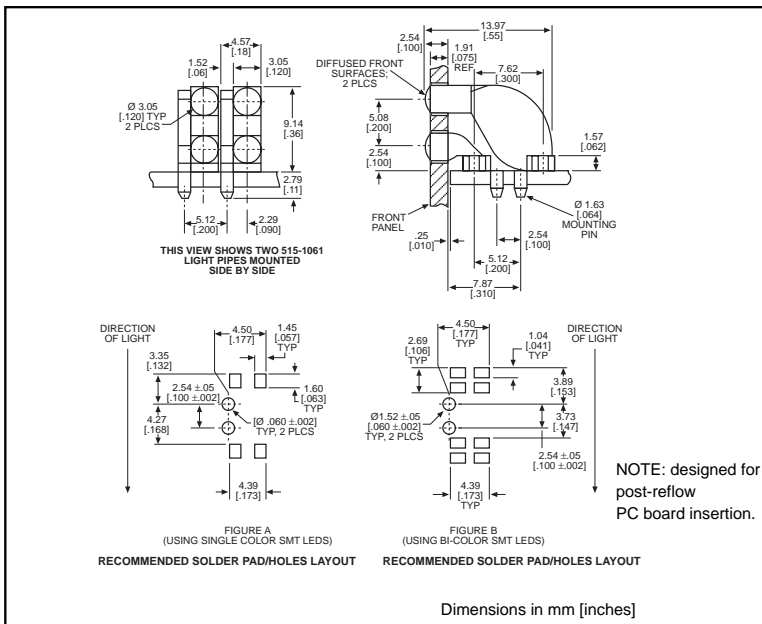 4.57
[.18]
1.52
[.06]
3.05
[.120]
Ø 3.05
[.120] TYP
2 PLCS
9.14
[.36]
2.79
[.11]
5.12
[.200]
2.29
[.090]
THIS VIEW SHOWS TWO 515-1061
LIGHT PIPES MOUNTED
SIDE BY SIDE
13.97
[.55]
2.54
[.100]
1.91
[.075]
REF
7.62
[.300]
DIFFUSED FRONT
SURFACES;
2 PLCS
5.08
[.200]
2.54
[.100]
1.57
[.062]
FRONT
PANEL
Ø 1.63
[.064]
MOUNTING
PIN
.25
[.010]
2.54
[.100]
5.12
[.200]
7.87
[.310]
DIRECTION
OF LIGHT
4.50
[.177]
1.45
[.057]
TYP
3.35
[.132]
2.54 ±.05
[.100 ±.002]
1.60
[.063]
TYP
4.27
[.168]
[Ø .060 ±.002]
TYP, 2 PLCS
4.39
[.173]
FIGURE A
(USING SINGLE COLOR SMT LEDS)
RECOMMENDED SOLDER PAD/HOLES LAYOUT
4.50
[.177]
TYP
DIRECTION
OF LIGHT
2.69
[.106]
TYP
1.04
[.041]
TYP
3.89
[.153]
Ø1.52 ±.05
[.060 ±.002]
TYP, 2 PLCS
3.73
[.147]
2.54 ±.05
[.100 ±.002]
4.39
[.173]
TYP
FIGURE B
(USING BI-COLOR SMT LEDS)
RECOMMENDED SOLDER PAD/HOLES LAYOUT
NOTE: designed for
post-reflow
PC board insertion.
Dimensions in mm [inches]